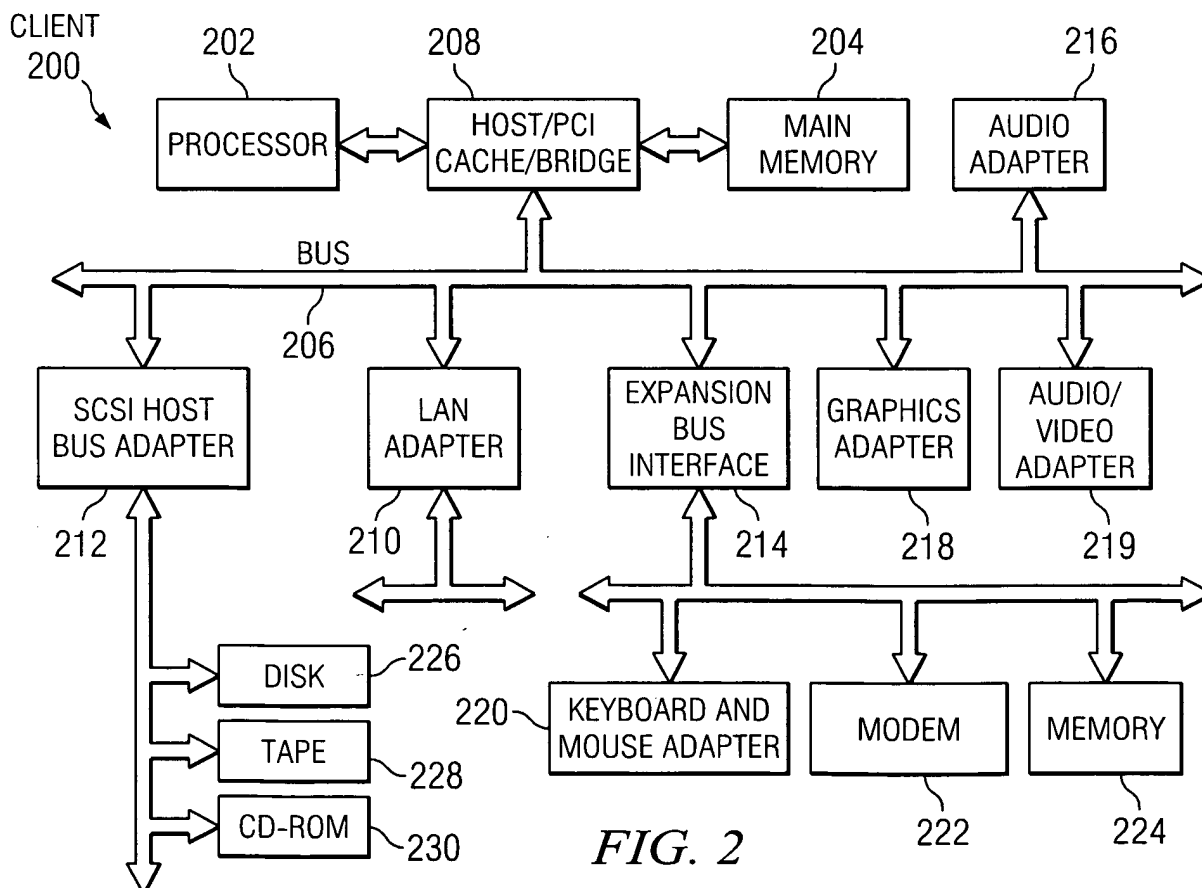 CLIENT
200
202
208
204
216
PROCESSOR
HOST/PCI
CACHE/BRIDGE
MAIN
MEMORY
AUDIO
ADAPTER
BUS
206
SCSI HOST
BUS ADAPTER
LAN
ADAPTER
EXPANSION
BUS
INTERFACE
GRAPHICS
ADAPTER
AUDIO/
VIDEO
ADAPTER
212
210
214
218
219
DISK
226
TAPE
228
CD-ROM
230
220
KEYBOARD AND
MOUSE ADAPTER
MODEM
MEMORY
222
224
FIG. 2